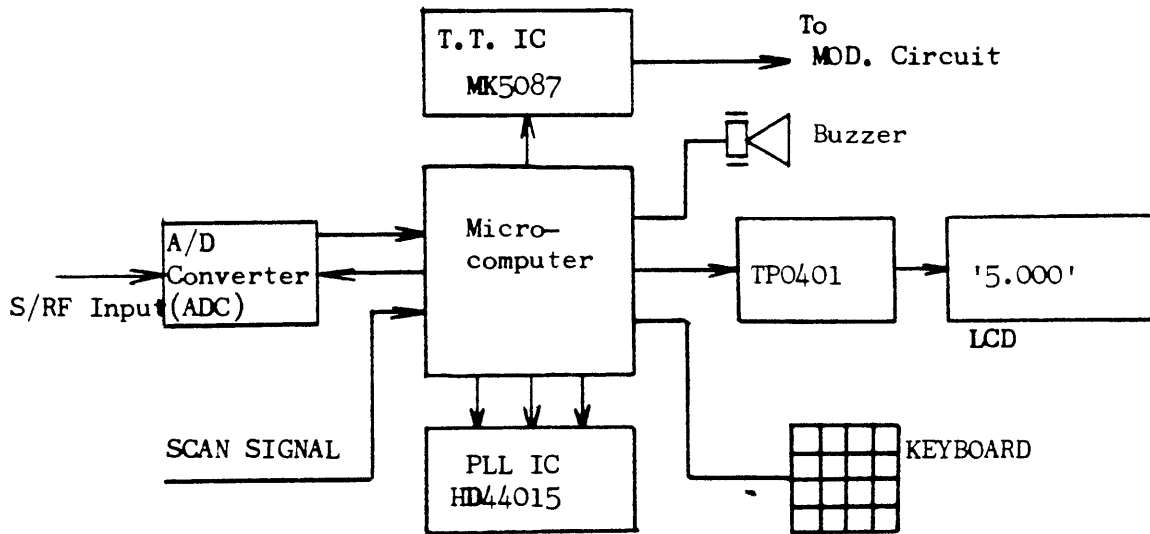 T.T. IC
MK5087
To
MOD. Circuit
Buzzer
A/D
Converter
(ADC)
S/RF Input
Micro-
computer
TP0401
'5.000'
LCD
SCAN SIGNAL
PLL IC
HD44015
KEYBOARD